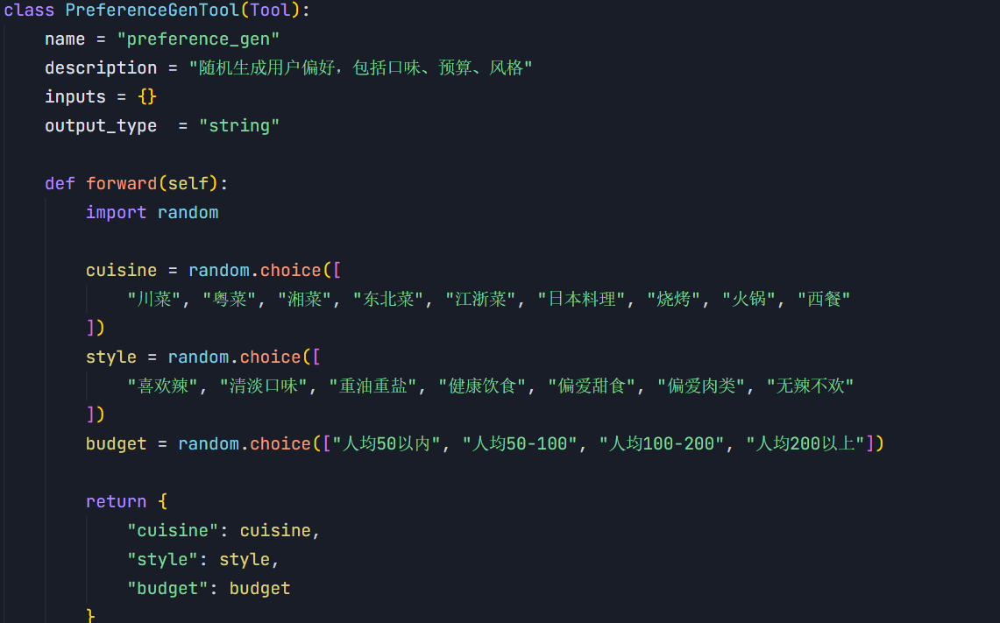 class PreferenceGenTool(Tool):
    name = "preference_gen"
    description = "随机生成用户偏好，包括口味、预算、风格"
    inputs = {}
    output_type  = "string"

    def forward(self):
        import random

        cuisine = random.choice([
            "川菜", "粤菜", "湘菜", "东北菜", "江浙菜", "日本料理", "烧烤", "火锅", "西餐"
        ])
        style = random.choice([
            "喜欢辣", "清淡口味", "重油重盐", "健康饮食", "偏爱甜食", "偏爱肉类", "无辣不欢"
        ])
        budget = random.choice(["人均50以内", "人均50-100", "人均100-200", "人均200以上"])

        return {
            "cuisine": cuisine,
            "style": style,
            "budget": budget
        }